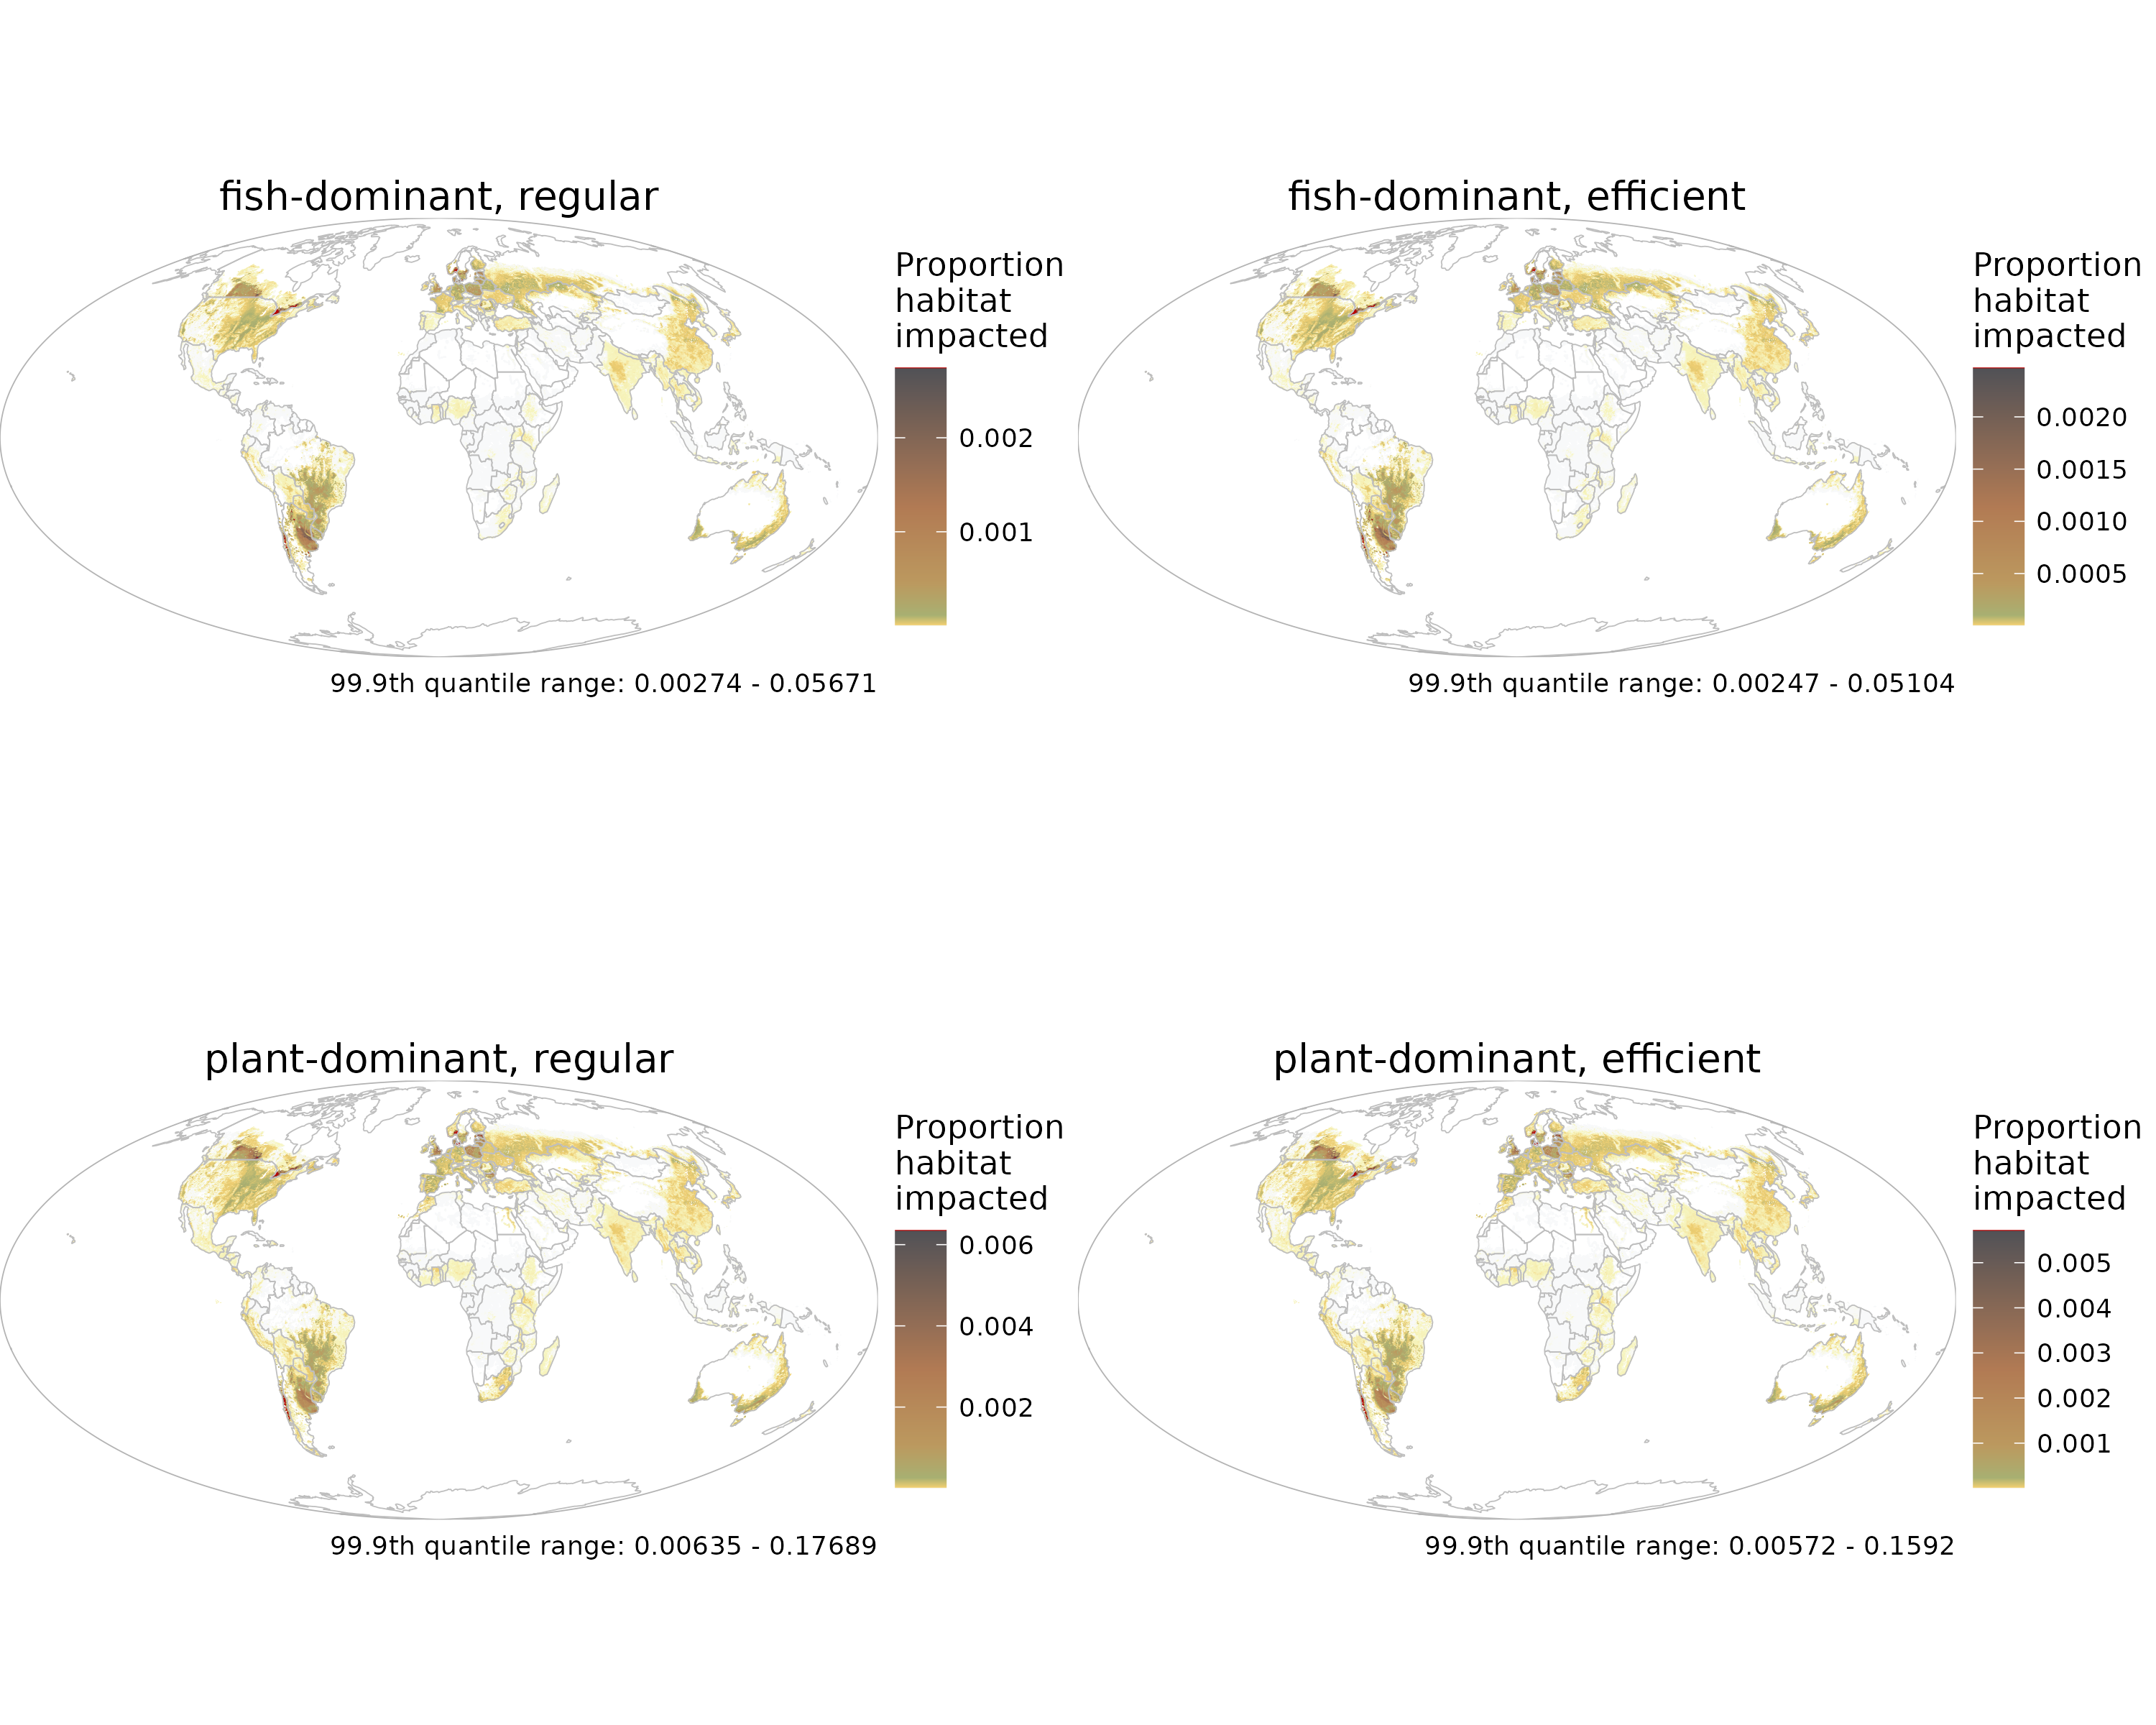 fish-dominant, regular
Proportion
habitat
impacted
0.002
0.001
99.9th quantile range: 0.00274 - 0.05671
fish-dominant, efficient
Proportion
habitat
impacted
0.0020
0.0015
0.0010
0.0005
99.9th quantile range: 0.00247 - 0.05104
plant-dominant, regular
Proportion
habitat
impacted
0.006
0.004
0.002
99.9th quantile range: 0.00635 - 0.17689
plant-dominant, efficient
Proportion
habitat
impacted
0.005
0.004
0.003
0.002
0.001
99.9th quantile range: 0.00572 - 0.1592